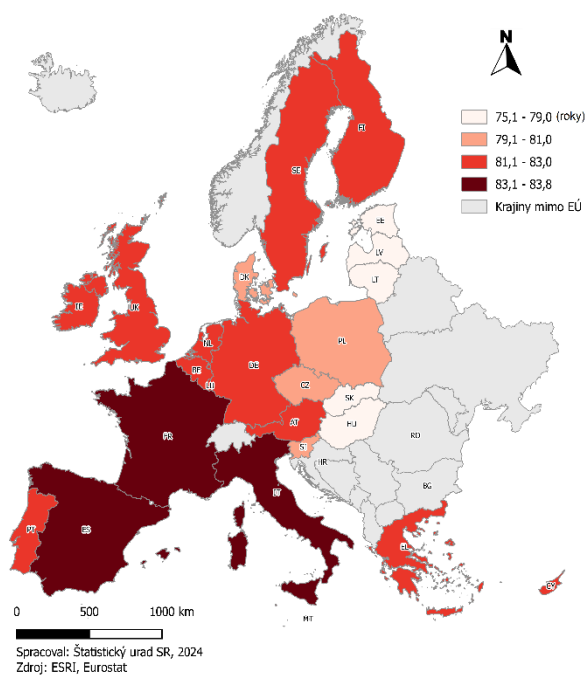 N
75,1 - 79,0 (roky)
79,1 - 81,0
81,1 - 83,0
83,1 - 83,8
Krajiny mimo EÚ
FI
SE
EE
LV
LT
DK
IE
UK
NL
PL
DE
BE
LU
CZ
SK
FR
AT
HU
SI
HR
RO
IT
BG
PT
ES
EL
CY
MT
0 500 1000 km
Spracoval: Štatistický urad SR, 2024
Zdroj: ESRI, Eurostat